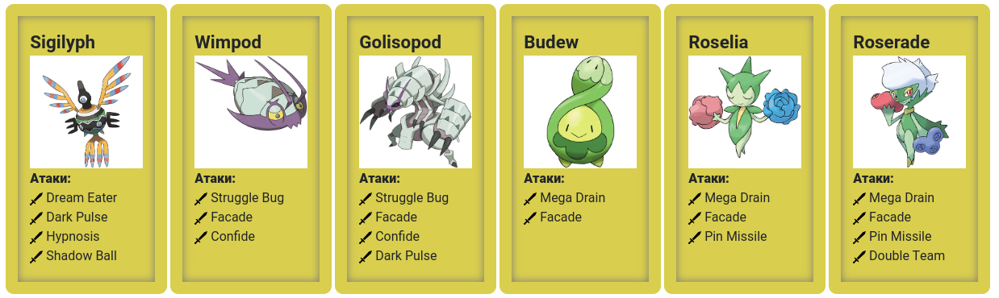 Sigilyph
Атаки:
Dream Eater
Dark Pulse
Hypnosis
Shadow Ball
Wimpod
Атаки:
Struggle Bug
Facade
Confide
Golisopod
Атаки:
Struggle Bug
Facade
Confide
Dark Pulse
Budew
Атаки:
Mega Drain
Facade
Roselia
Атаки:
Mega Drain
Facade
Pin Missile
Roserade
Атаки:
Mega Drain
Facade
Pin Missile
Double Team